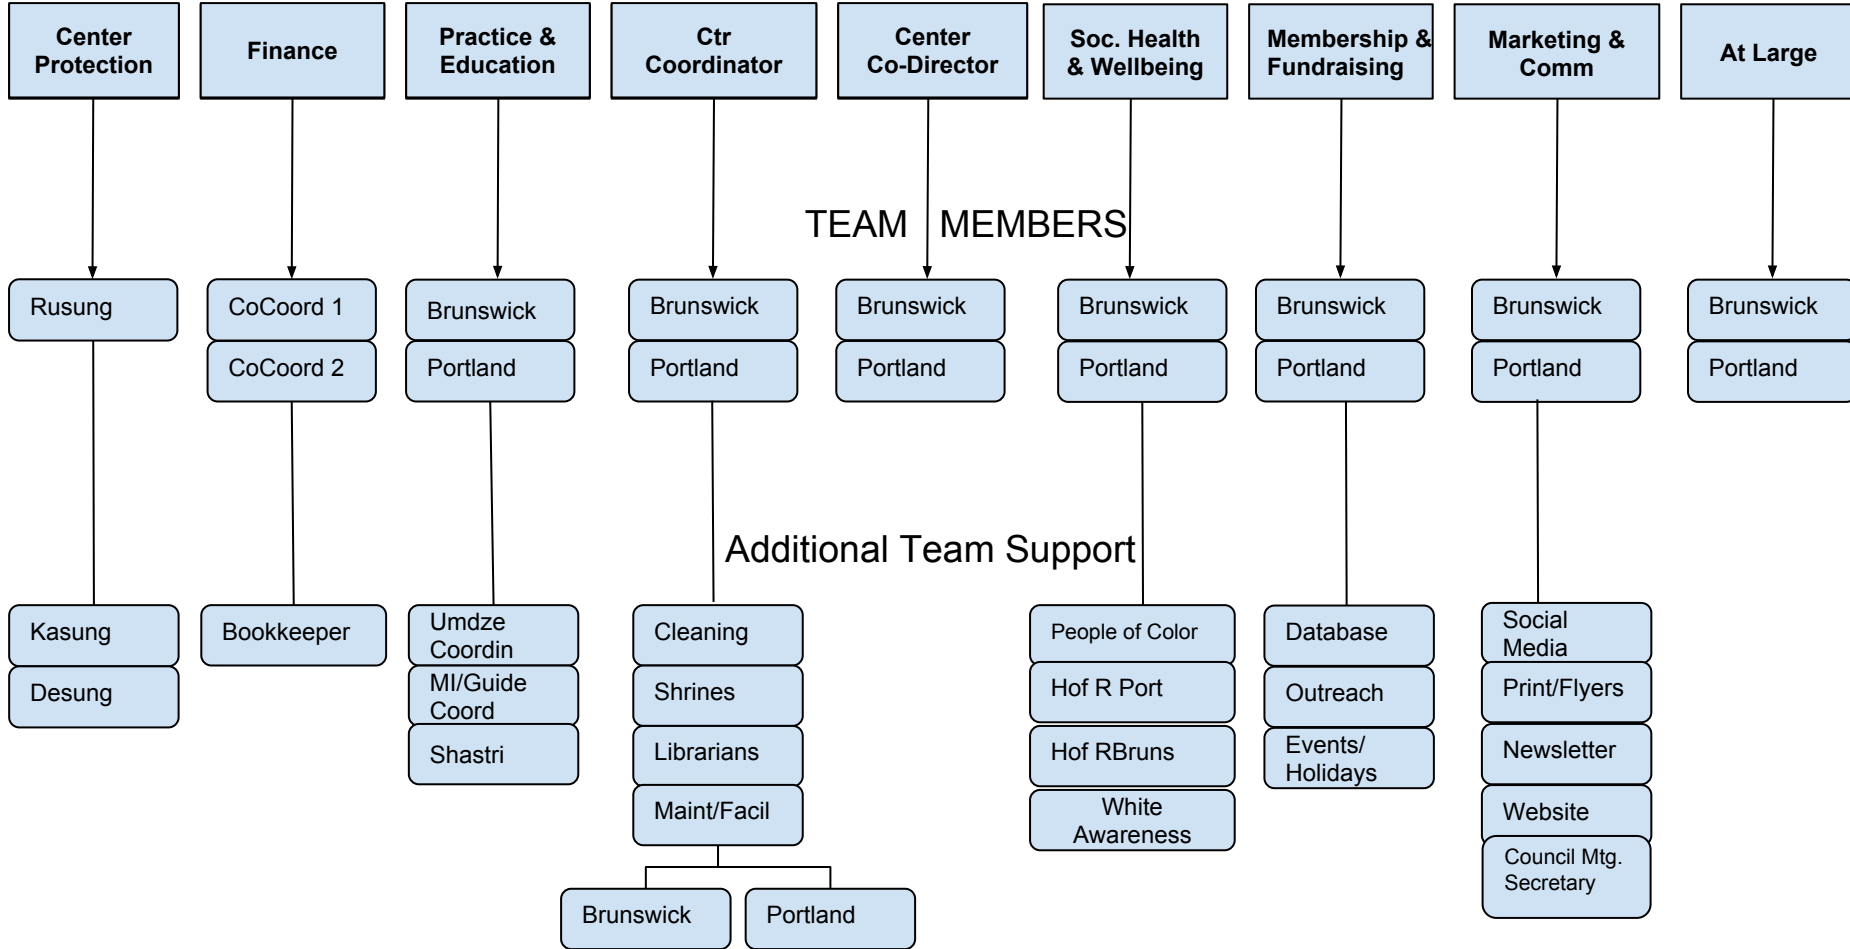 Center
Protection
Finance
Practice &
Education
Ctr
Coordinator
Center
Co-Director
Soc. Health
& Wellbeing
Membership &
Fundraising
Marketing &
Comm
At Large
TEAM MEMBERS
Rusung
CoCoord 1
Brunswick
Brunswick
Brunswick
Brunswick
Brunswick
Brunswick
Brunswick
CoCoord 2
Portland
Portland
Portland
Portland
Portland
Portland
Portland
Additional Team Support
Kasung
Desung
Bookkeeper
Umdze
Coordin
MI/Guide
Coord
Shastri
Cleaning
Shrines
Librarians
Maint/Facil
Brunswick
Portland
People of Color
Hof R Port
Hof RBruns
White
Awareness
Database
Outreach
Events/
Holidays
Social
Media
Print/Flyers
Newsletter
Website
Council Mtg.
Secretary